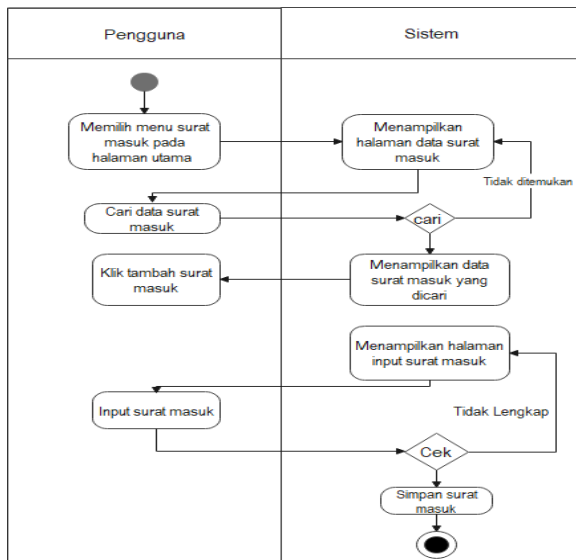 Pengguna
Sistem
Memilih menu surat
masuk pada
halaman utama
Menampilkan
halaman data surat
masuk
Tidak ditemukan
Cari data surat
masuk
cari
Klik tambah surat
masuk
Menampilkan data
surat masuk yang
dicari
Menampilkan halaman
input surat masuk
Input surat masuk
Tidak Lengkap
Cek
Simpan surat
masuk